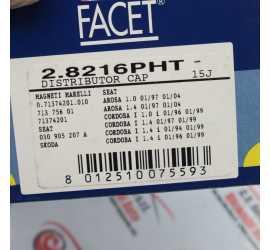 FACET
2.8216PHT -
DISTRIBUTOR CAP 15J
MAGNETI MARELLI
0.71374201.010
713 756 01
71374201
SEAT
030 905 207 A
SKODA
SEAT
AROSA 1.0 01/97 01/04
AROSA 1.4 01/97 01/04
CORDOBA I 1.0 i 01/96 01/99
CORDOBA I 1.4 01/97 01/99
CORDOBA I 1.4 i 01/94 01/99
CORDOBA I 1.4 i 01/96 01/99
8 012510 075593